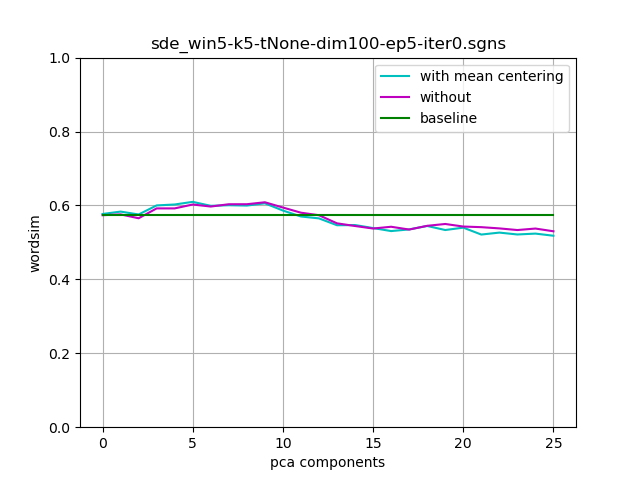 sde_win5-k5-tNone-dim100-ep5-iter0.sgns
with mean centering
without
baseline
1.0
0.8
0.6
0.4
0.2
0.0
wordsim
0 5 10 15 20 25
pca components